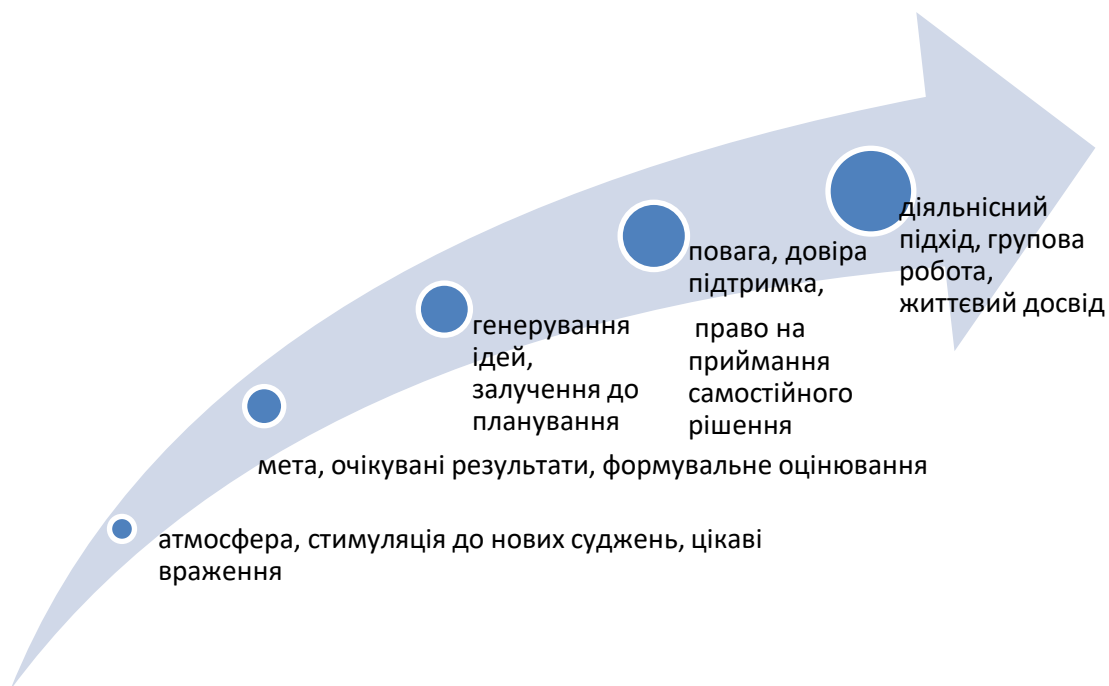 діяльнісний
підхід, групова
робота,
життєвий досвід
повага, довіра
підтримка,
право на
приймання
самостійного
рішення
генерування
ідей,
залучення до
планування
мета, очікувані результати, формувальне оцінювання
атмосфера, стимуляція до нових суджень, цікаві
враження